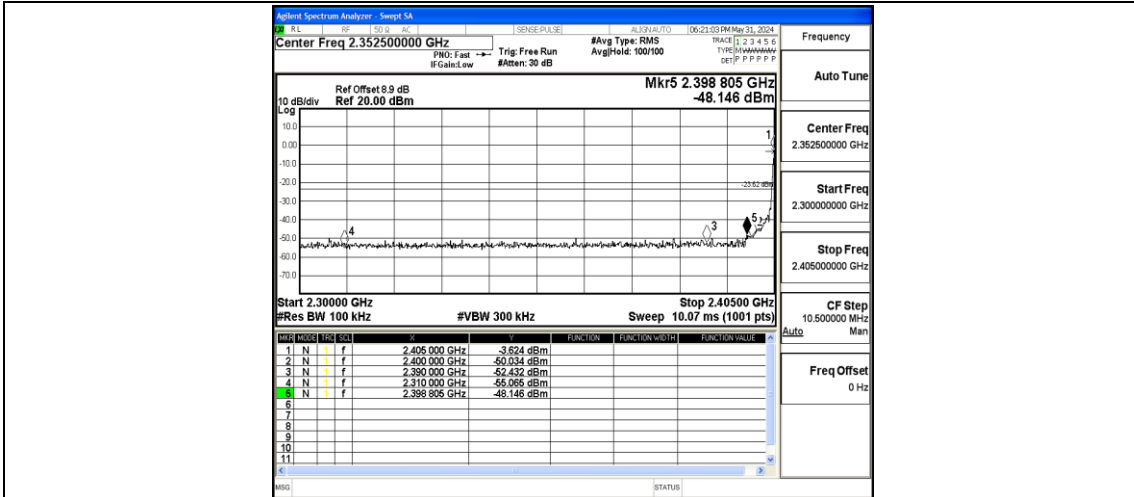 Agilent Spectrum Analyzer - Swept SA
RL RF 50 Ω AC SENSE:PULSE ALIGN AUTO 06:21:03 PM May 31, 2024
Center Freq 2.352500000 GHz
PNO: Fast
IFGain:Low
Trig: Free Run
#Atten: 30 dB
#Avg Type: RMS
Avg|Hold: 100/100
TRACE 1 2 3 4 5 6
TYPE M
DET P P P P P P
Frequency
Mkr5 2.398 805 GHz
-48.146 dBm
Ref Offset 8.9 dB
10 dB/div Ref 20.00 dBm
Log
10.0
0.00
-10.0
-20.0
-30.0
-40.0
-50.0
-60.0
-70.0
1
-23.62 dBm
4
3
5
Start 2.30000 GHz Stop 2.40500 GHz
#Res BW 100 kHz #VBW 300 kHz Sweep 10.07 ms (1001 pts)
MKR MODE TRC SCL X Y FUNCTION FUNCTION WIDTH FUNCTION VALUE
1 N 1 f 2.405 000 GHz -3.624 dBm
2 N 1 f 2.400 000 GHz -50.034 dBm
3 N 1 f 2.390 000 GHz -52.432 dBm
4 N 1 f 2.310 000 GHz -55.065 dBm
5 N 1 f 2.398 805 GHz -48.146 dBm
6
7
8
9
10
11
MSG STATUS
Auto Tune
Center Freq
2.352500000 GHz
Start Freq
2.300000000 GHz
Stop Freq
2.405000000 GHz
CF Step
10.500000 MHz
Auto Man
Freq Offset
0 Hz